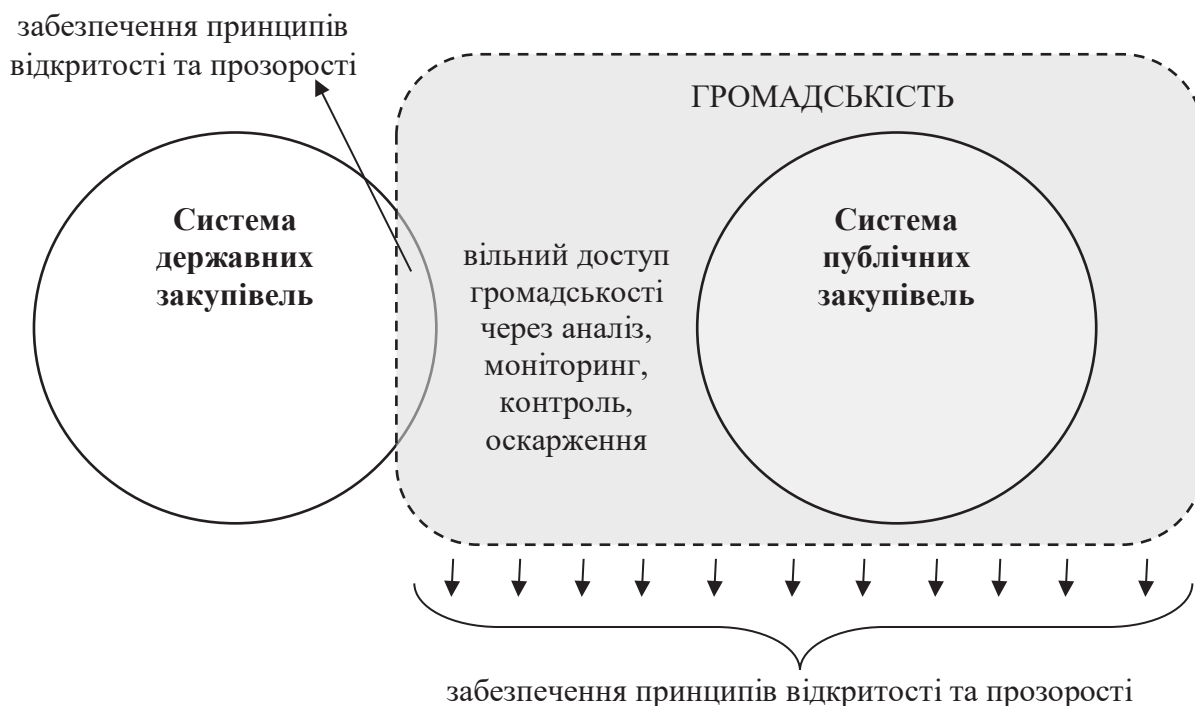 забезпечення принципів
відкритості та прозорості
ГРОМАДСЬКІСТЬ
Система
державних
закупівель
вільний доступ
громадськості
через аналіз,
моніторинг,
контроль,
оскарження
Система
публічних
закупівель
забезпечення принципів відкритості та прозорості